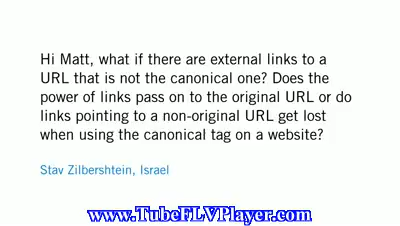 Hi Matt, what if there are external links to a
URL that is not the canonical one? Does the
power of links pass on to the original URL or do
links pointing to a non-original URL get lost
when using the canonical tag on a website?
Stav Zilbershtein, Israel
www.TubeFLVPlayer.com